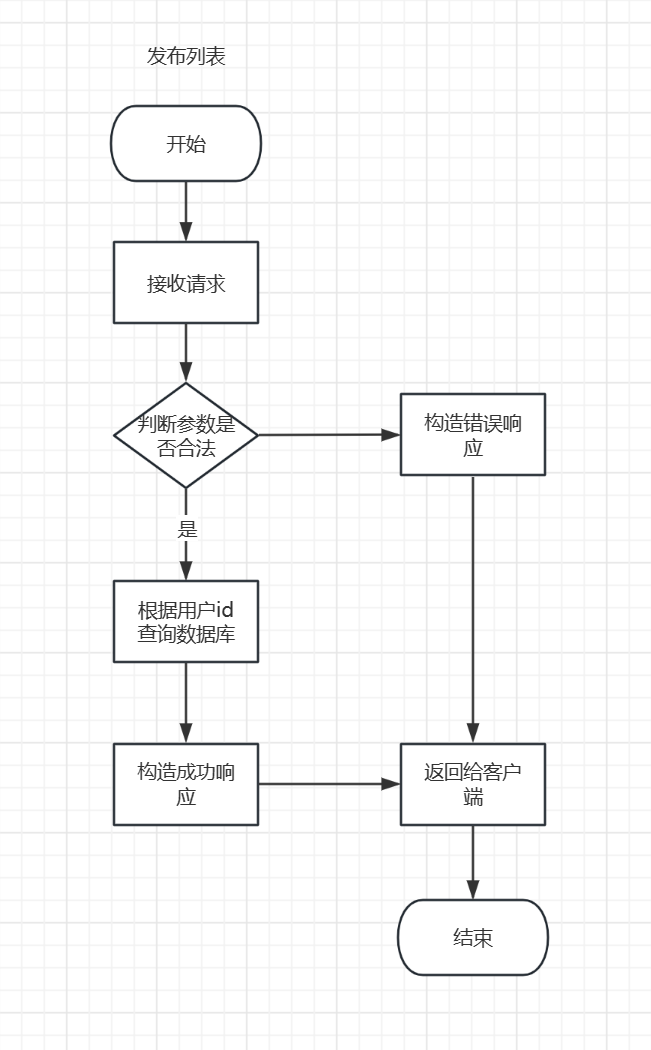 发布列表
开始
接收请求
判断参数是
否合法
构造错误响
应
是
根据用户id
查询数据库
构造成功响
应
返回给客户
端
结束